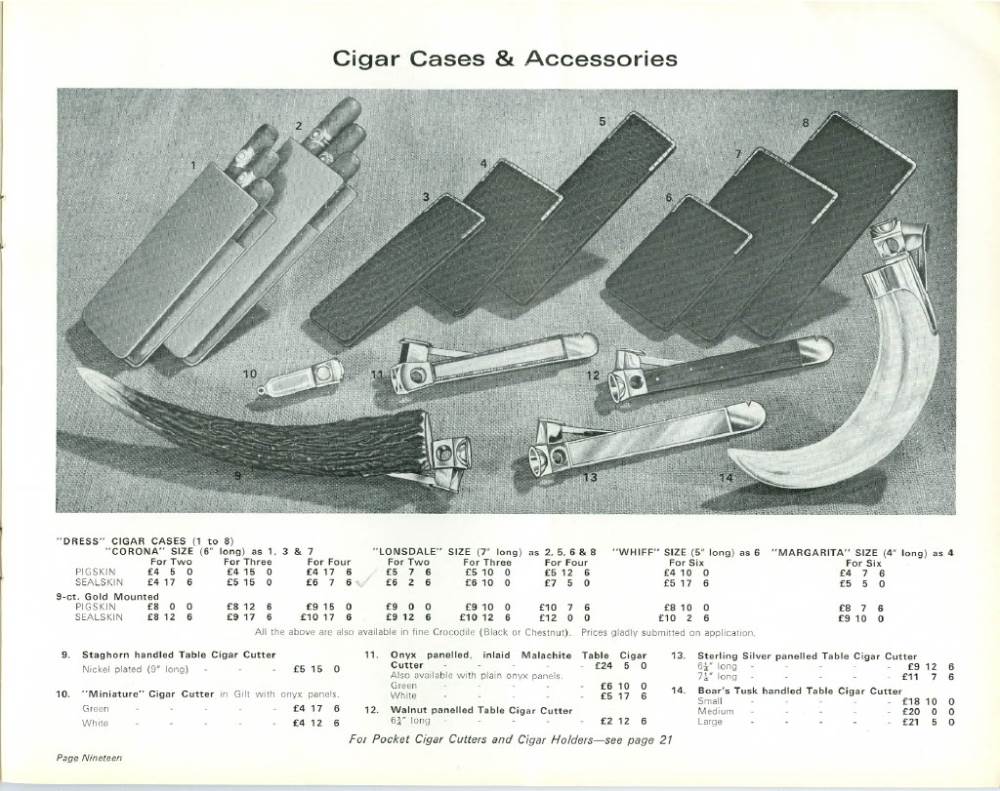 Cigar Cases & Accessories
1
2
3
4
5
6
7
8
9
10
11
12
13
14
"DRESS" CIGAR CASES (1 to 8)
"CORONA" SIZE (6" long) as 1, 3 & 7 "LONSDALE" SIZE (7" long) as 2, 5, 6 & 8 "WHIFF" SIZE (5" long) as 6 "MARGARITA" SIZE (4" long) as 4
For Two For Three For Four For Two For Three For Four For Six For Six
PIGSKIN £4 5 0 £4 15 0 £4 17 6 £5 7 6 £5 10 0 £5 12 6 £4 10 0 £4 7 6
SEALSKIN £4 17 6 £5 15 0 £6 7 6 £6 2 6 £6 10 0 £7 5 0 £5 17 6 £5 5 0
9-ct. Gold Mounted
PIGSKIN £8 0 0 £8 12 6 £9 15 0 £9 0 0 £9 10 0 £10 7 6 £8 10 0 £8 7 6
SEALSKIN £8 12 6 £9 17 6 £10 17 6 £9 12 6 £10 12 6 £12 0 0 £10 2 6 £9 10 0
All the above are also available in fine Crocodile (Black or Chestnut). Prices gladly submitted on application.
9. Staghorn handled Table Cigar Cutter
Nickel plated (9" long) - - - £5 15 0
10. "Miniature" Cigar Cutter in Gilt with onyx panels.
Green - - - - - £4 17 6
White - - - - - £4 12 6
11. Onyx panelled, inlaid Malachite Table Cigar
Cutter - - - - - £24 5 0
Also available with plain onyx panels.
Green - - - - - £6 10 0
White - - - - - £5 17 6
12. Walnut panelled Table Cigar Cutter
6¼" long - - - - £2 12 6
13. Sterling Silver panelled Table Cigar Cutter
6¼" long - - - - £9 12 6
7¼" long - - - - £11 7 6
14. Boar's Tusk handled Table Cigar Cutter
Small - - - - - £18 10 0
Medium - - - - - £20 0 0
Large - - - - - £21 5 0
For Pocket Cigar Cutters and Cigar Holders—see page 21
Page Nineteen